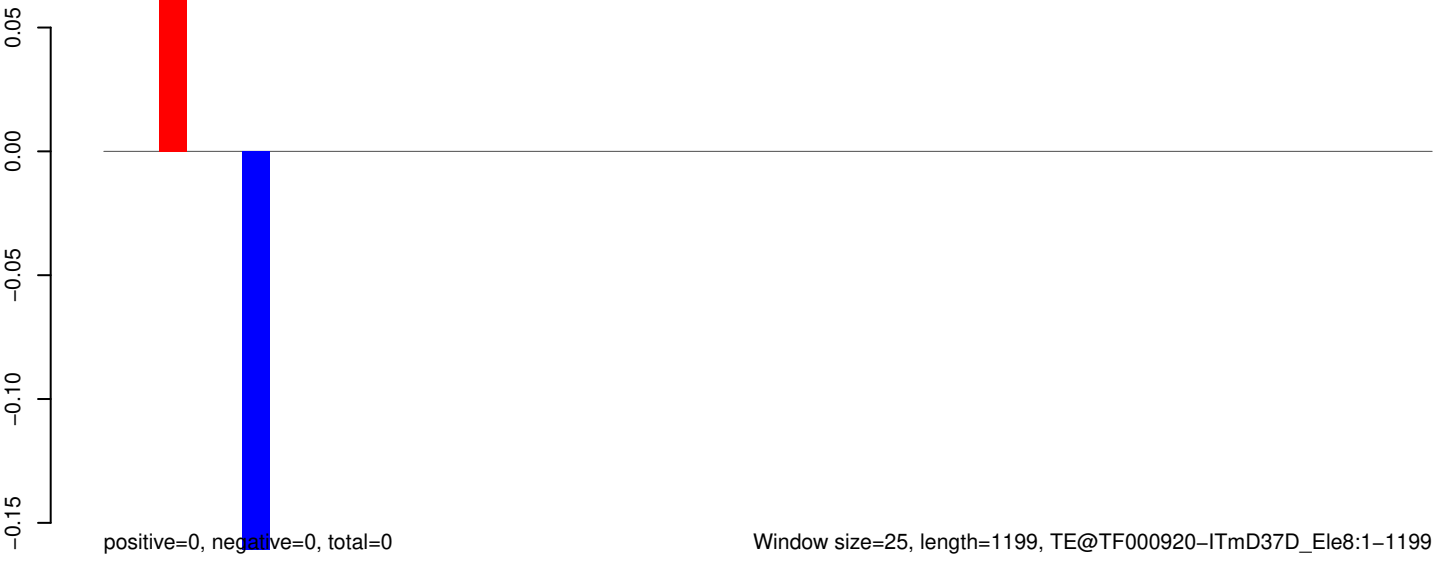 0.05
0.00
−0.05
−0.10
−0.15
positive=0, negative=0, total=0
Window size=25, length=1199, TE@TF000920−ITmD37D_Ele8:1−1199